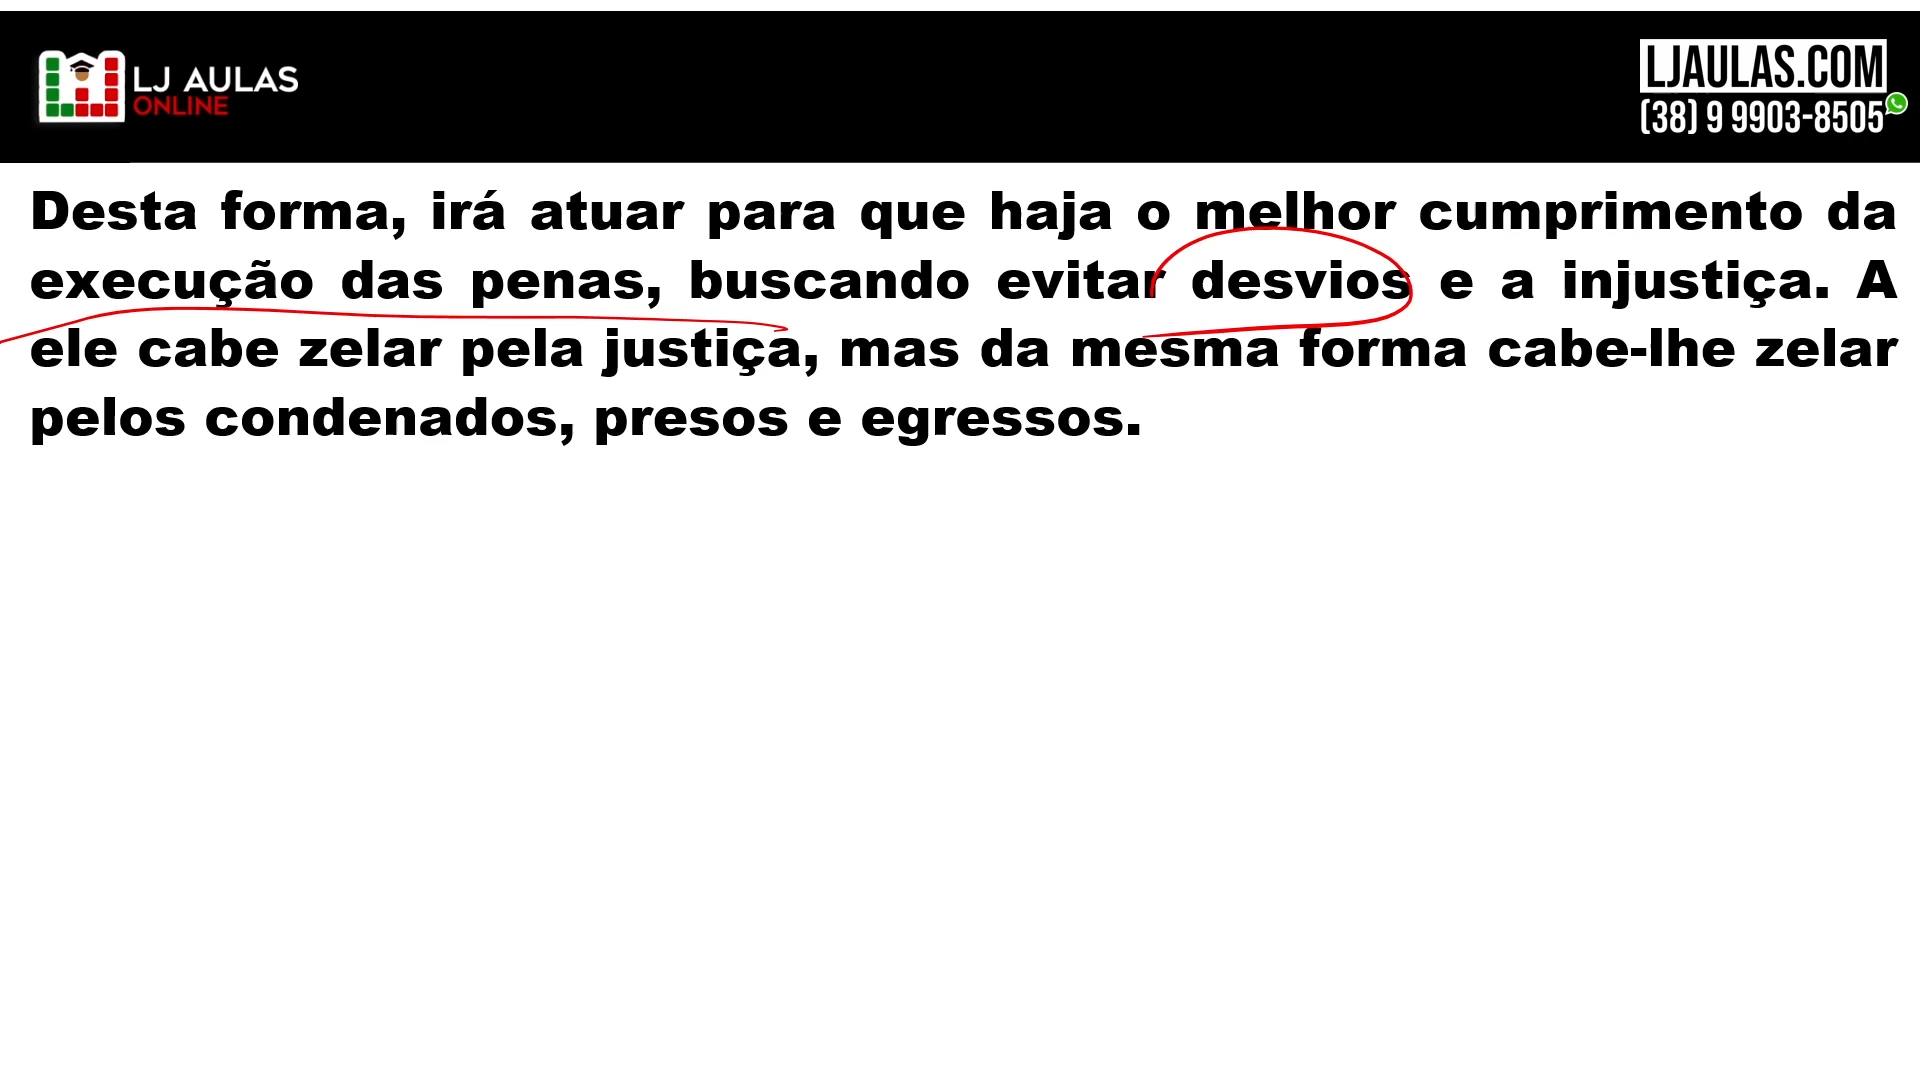 LJ AULAS
ONLINE
LJAULAS.COM
(38) 9 9903-8505
Desta forma, irá atuar para que haja o melhor cumprimento da
execução das penas, buscando evitar desvios e a injustiça. A
ele cabe zelar pela justiça, mas da mesma forma cabe-lhe zelar
pelos condenados, presos e egressos.